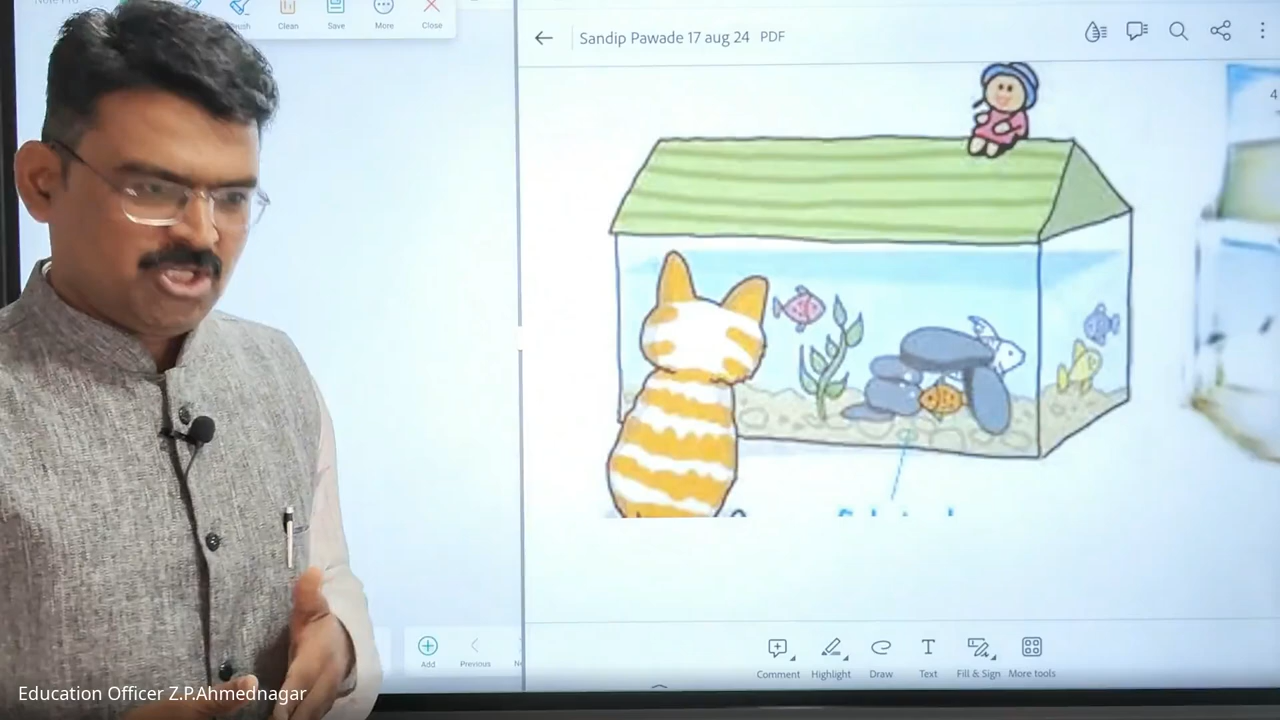 Clean
Save
More
Close
Sandip Pawade 17 aug 24 PDF
4
Add
Previous
Comment
Highlight
Draw
Text
Fill & Sign
More tools
Education Officer Z.P.Ahmednagar